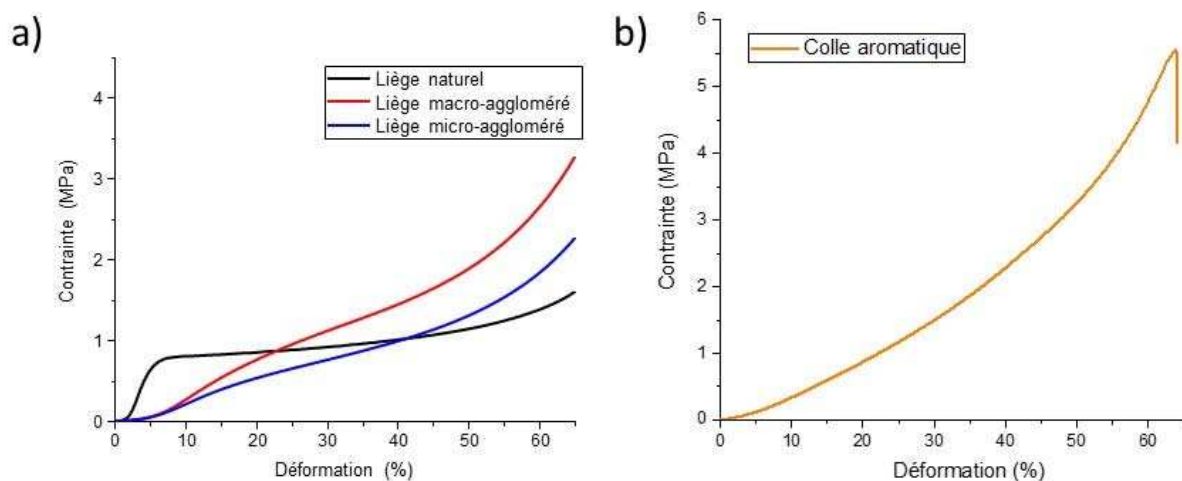 a)
Liège naturel
Liège macro-aggloméré
Liège micro-aggloméré
Contrainte (MPa)
4
3
2
1
0
0 10 20 30 40 50 60
Déformation (%)
b)
Colle aromatique
Contrainte (MPa)
6
5
4
3
2
1
0
0 10 20 30 40 50 60
Déformation (%)